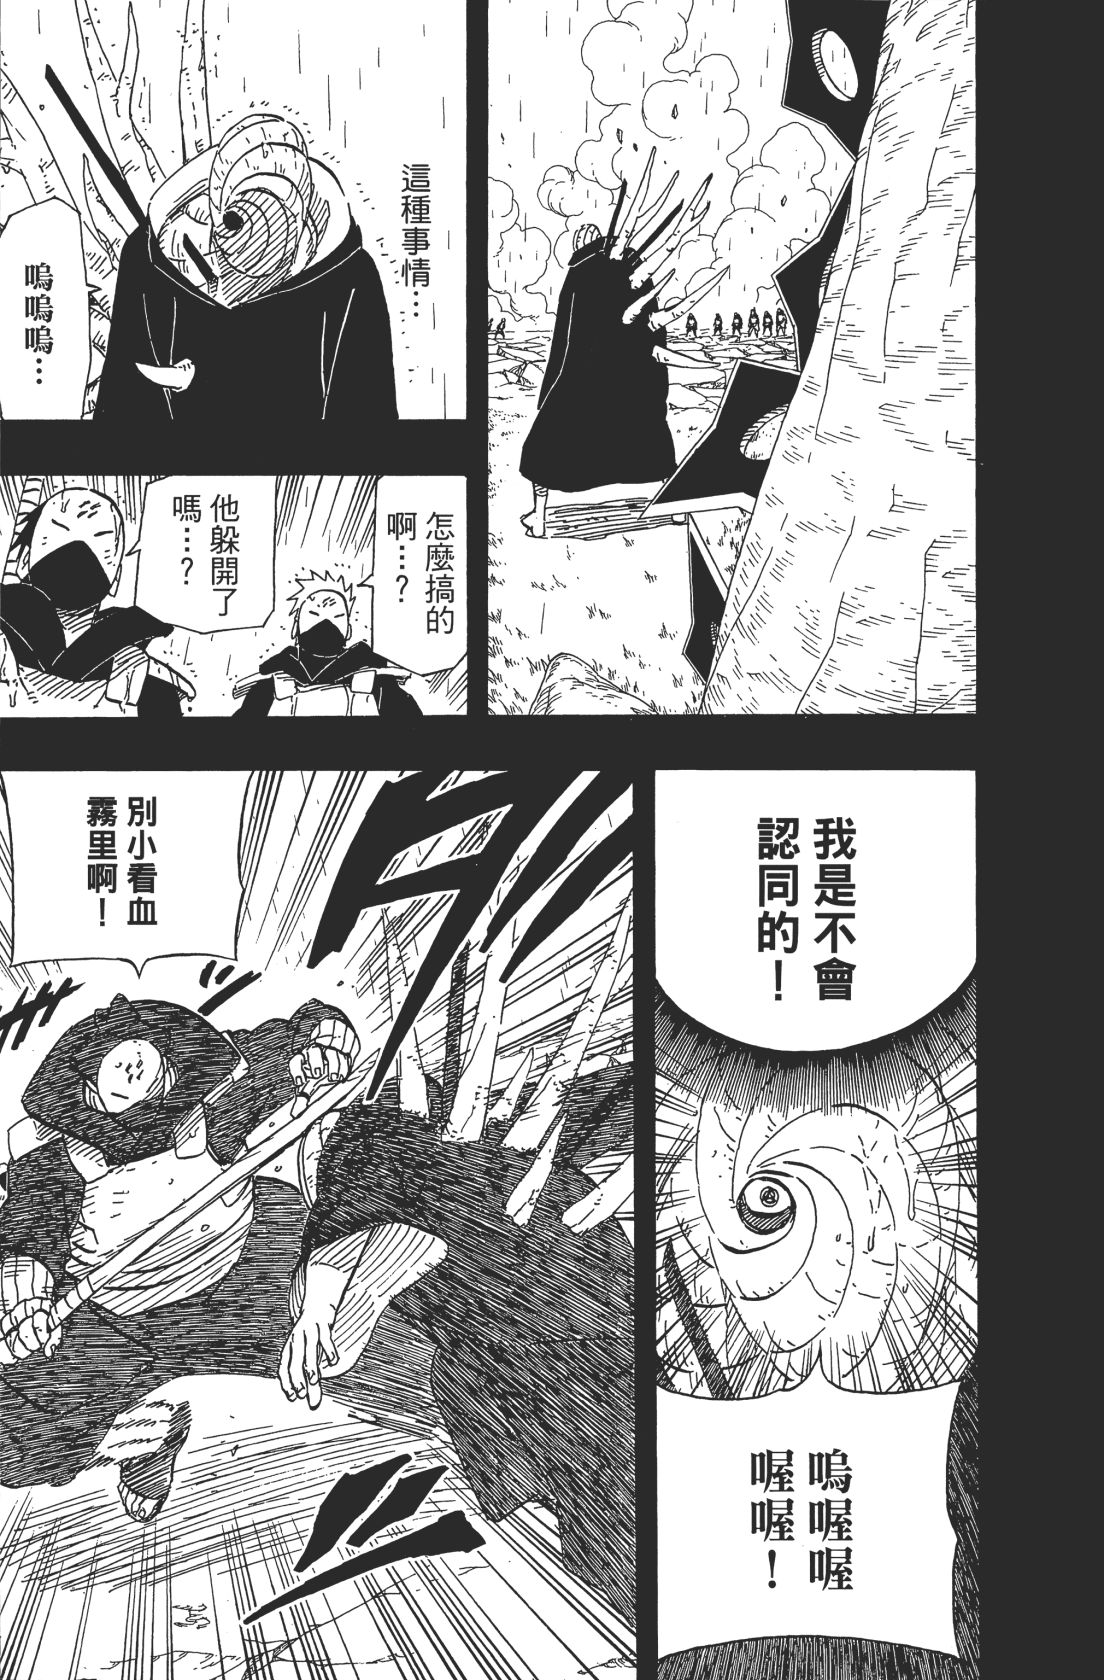 這種事情…
嗚嗚嗚…
怎麼搞的
啊…?
他躲開了
嗎…?
我是不會
認同的!
嗚喔喔
喔喔!
別小看血
霧里啊!